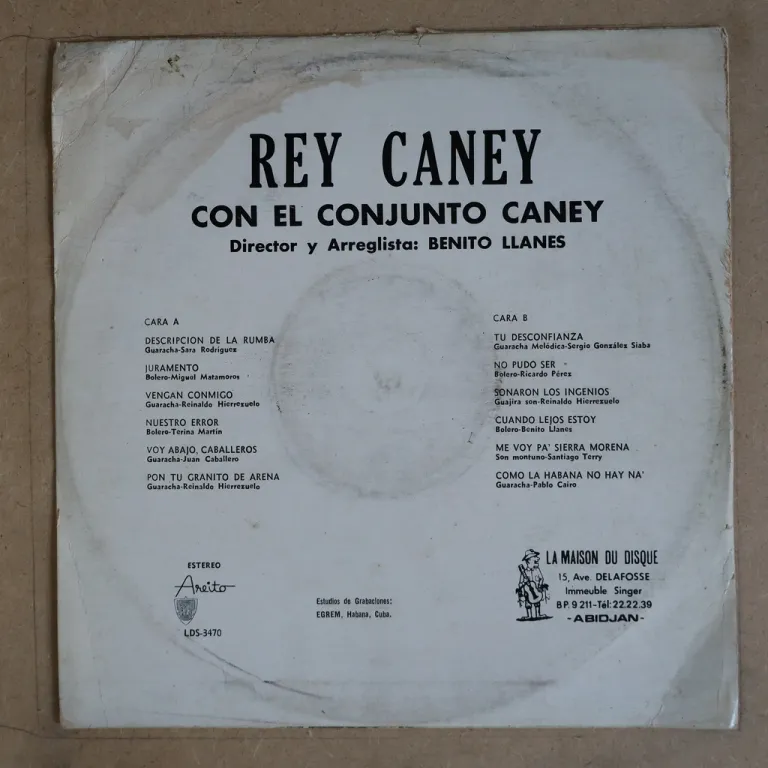 REY CANEY
CON EL CONJUNTO CANEY
Director y Arreglista: BENITO LLANES
CARA A
DESCRIPCION DE LA RUMBA
Guaracha-Sara Rodríguez
JURAMENTO
Bolero-Miguel Matamoros
VENGAN CONMIGO
Guaracha-Reinaldo Hierrezuelo
NUESTRO ERROR
Bolero-Terina Martín
VOY ABAJO, CABALLEROS
Guaracha-Juan Caballero
PON TU GRANITO DE ARENA
Guaracha-Reinaldo Hierrezuelo
CARA B
TU DESCONFIANZA
Guaracha Melódica-Sergio González Siaba
NO PUDO SER
Bolero-Ricardo Pérez
SONARON LOS INGENIOS
Guajira son-Reinaldo Hierrezuelo
CUANDO LEJOS ESTOY
Bolero-Benito Llanes
ME VOY PA' SIERRA MORENA
Son montuno-Santiago Terry
COMO LA HABANA NO HAY NA'
Guaracha-Pablo Cairo
ESTEREO
Areito
LDS-3470
Estudios de Grabaciones:
EGREM, Habana, Cuba.
LA MAISON DU DISQUE
15, Ave. DELAFOSSE
Immeuble Singer
BP. 9 211-Tél: 22.22.39
- ABIDJAN -